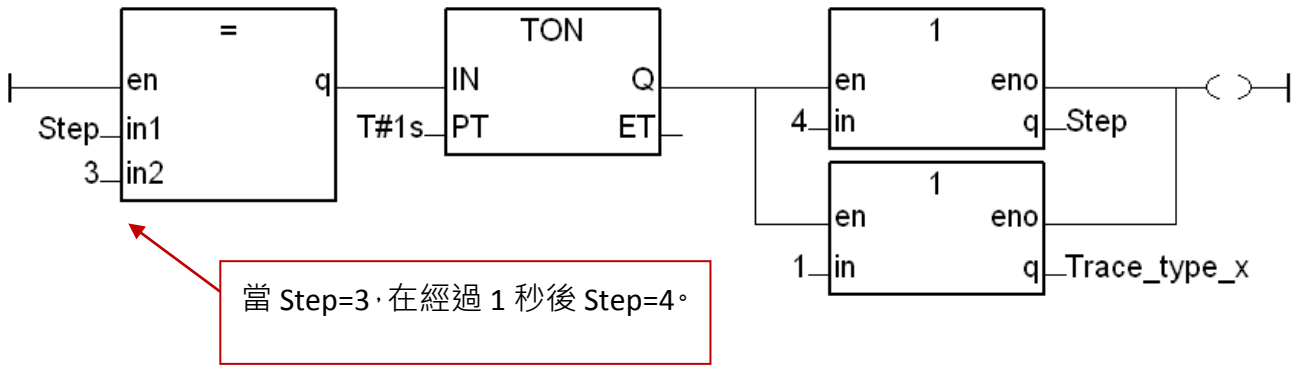 = TON 1
en q IN Q en eno
Step in1 T#1s PT ET 4 in q Step
3 in2
1
en eno
1 in q Trace_type_x
當 Step=3，在經過 1 秒後 Step=4。